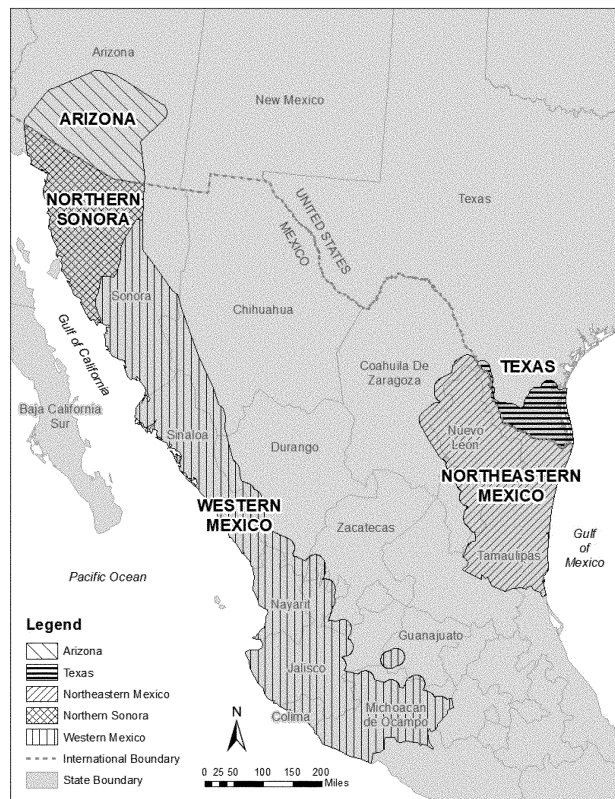 Arizona
ARIZONA
New Mexico
Texas
NORTHERN
SONORA
UNITED STATES
MEXICO
Sonora
Chihuahua
Gulf of California
Coahuila De
Zaragoza
TEXAS
Baja California
Sur
Sinaloa
Durango
Nuevo
León
NORTHEASTERN
MEXICO
WESTERN
MEXICO
Zacatecas
Gulf
of
Mexico
Tamaulipas
Pacific Ocean
Nayarit
Guanajuato
Jalisco
Colima
Michoacan
de Ocampo
Legend
Arizona
Texas
Northeastern Mexico
Northern Sonora
Western Mexico
International Boundary
State Boundary
N
0 25 50 100 150 200
Miles